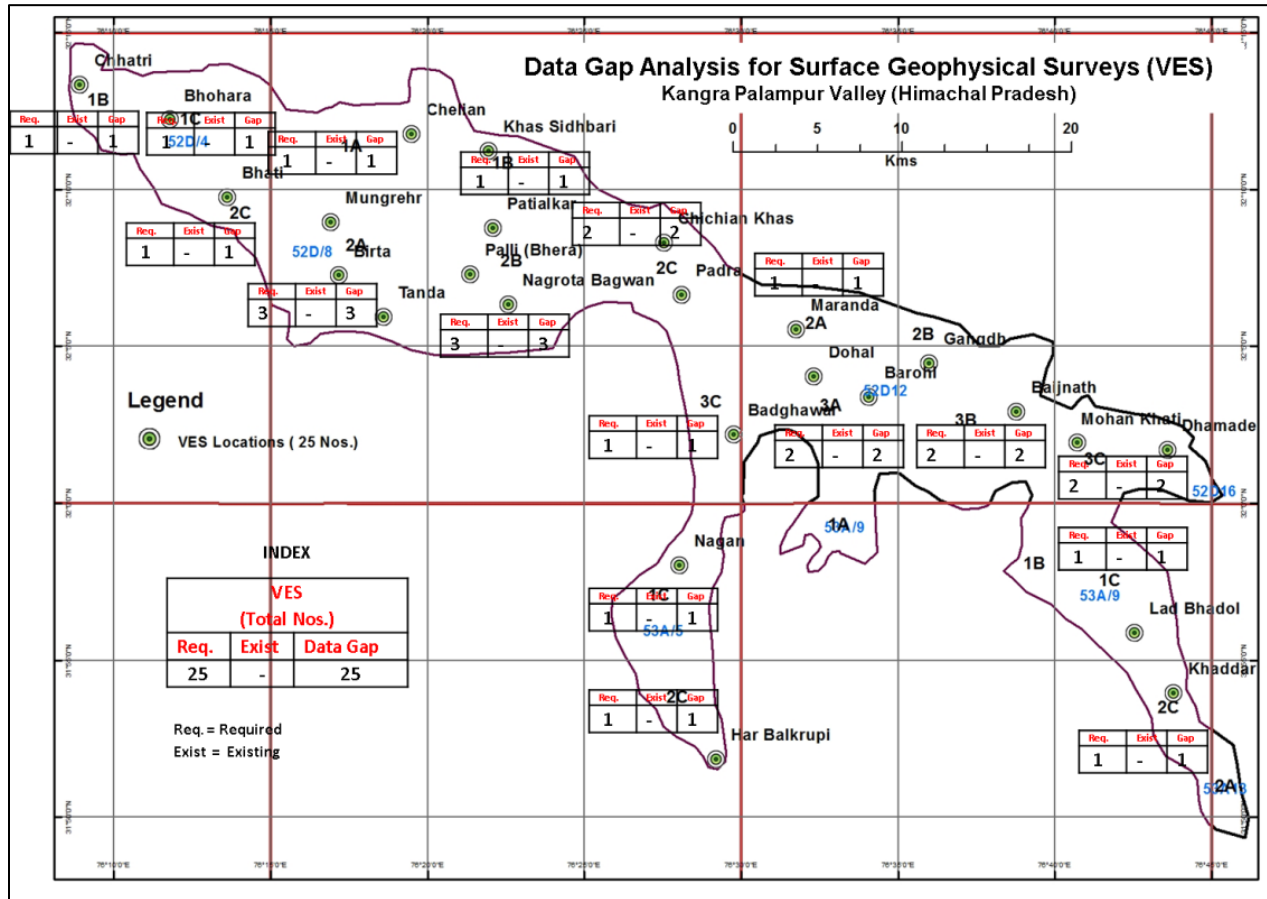 Data Gap Analysis for Surface Geophysical Surveys (VES)
Kangra Palampur Valley (Himachal Pradesh)
0 5 10 20
Kms
Chhatri
1B
Req. Exist Gap
1 - 1
Bhohara
1C
Req. Exist Gap
1 - 1
52D/4
Chelian
1A
Req. Exist Gap
1 - 1
Khas Sidhbari
1B
Req. Exist Gap
1 - 1
Bhati
2C
Req. Exist Gap
1 - 1
Mungrehr
2A
52D/8
Birta
Req. Exist Gap
3 - 3
Tanda
Patialkar
Palli (Bhera)
2B
Nagrota Bagwan
Req. Exist Gap
3 - 3
Req. Exist Gap
2 - 2
Chichian Khas
2C
Padra
Req. Exist Gap
1 - 1
Maranda
2A
2B
Gangdh
Dohal
Barohl
52D12
3A
Req. Exist Gap
2 - 2
Baijnath
3B
Req. Exist Gap
2 - 2
3C
Badghawar
Req. Exist Gap
1 - 1
Mohan Khati
Dhamade
3C
Req. Exist Gap
2 - 2
52D16
Legend
VES Locations ( 25 Nos.)
1A
53A/9
1B
Req. Exist Gap
1 - 1
1C
53A/9
Lad Bhadol
Nagan
1C
Req. Exist Gap
1 - 1
53A/5
INDEX
VES
(Total Nos.)
Req. Exist Data Gap
25 - 25
Req. = Required
Exist = Existing
2C
Req. Exist Gap
1 - 1
Har Balkrupi
Khaddar
2C
Req. Exist Gap
1 - 1
2A
53A13